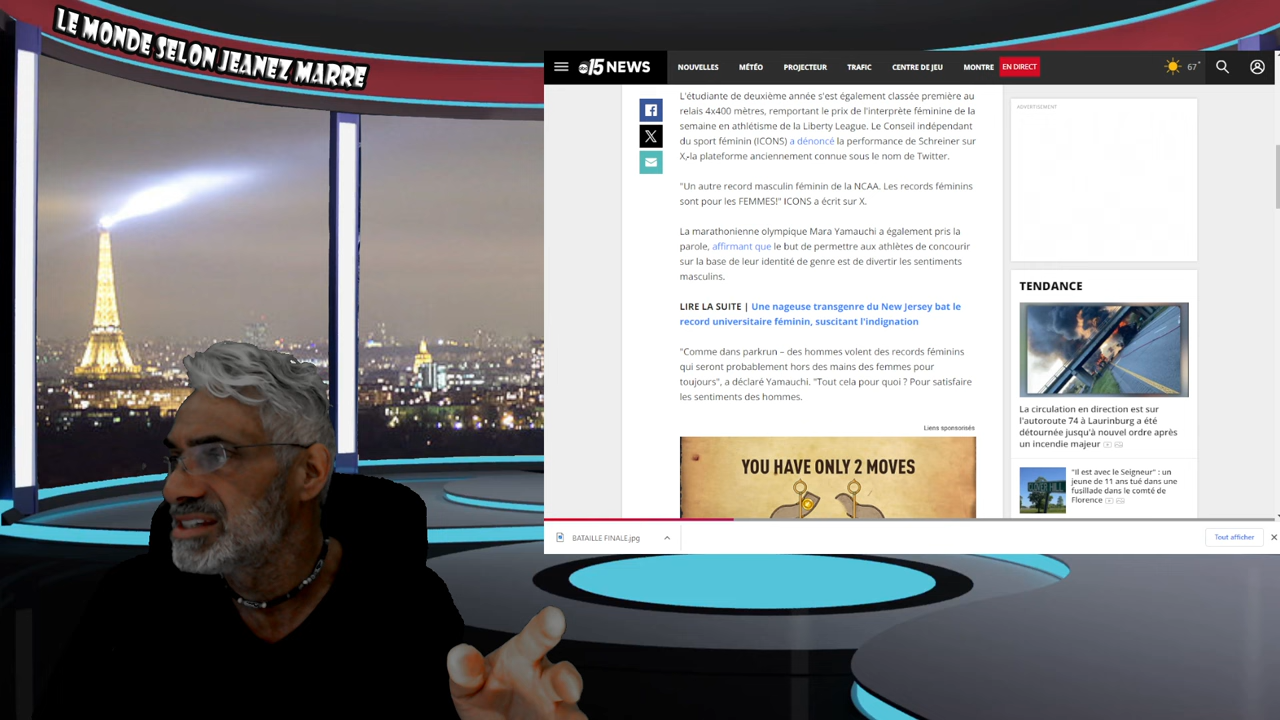 LE MONDE SELON JEANEZ MARRE
15 NEWS
NOUVELLES MÉTÉO PROJECTEUR TRAFIC CENTRE DE JEU MONTRE EN DIRECT
67°
L'étudiante de deuxième année s'est également classée première au
relais 4x400 mètres, remportant le prix de l'interprète féminine de la
semaine en athlétisme de la Liberty League. Le Conseil indépendant
du sport féminin (ICONS) a dénoncé la performance de Schreiner sur
X, la plateforme anciennement connue sous le nom de Twitter.
"Un autre record masculin féminin de la NCAA. Les records féminins
sont pour les FEMMES!" ICONS a écrit sur X.
La marathonienne olympique Mara Yamauchi a également pris la
parole, affirmant que le but de permettre aux athlètes de concourir
sur la base de leur identité de genre est de divertir les sentiments
masculins.
LIRE LA SUITE | Une nageuse transgenre du New Jersey bat le
record universitaire féminin, suscitant l'indignation
"Comme dans parkrun – des hommes volent des records féminins
qui seront probablement hors des mains des femmes pour
toujours", a déclaré Yamauchi. "Tout cela pour quoi ? Pour satisfaire
les sentiments des hommes.
Liens sponsorisés
YOU HAVE ONLY 2 MOVES
ADVERTISEMENT
TENDANCE
La circulation en direction est sur
l'autoroute 74 à Laurinburg a été
détournée jusqu'à nouvel ordre après
un incendie majeur
"Il est avec le Seigneur" : un
jeune de 11 ans tué dans une
fusillade dans le comté de
Florence
BATAILLE FINALE.jpg
Tout afficher